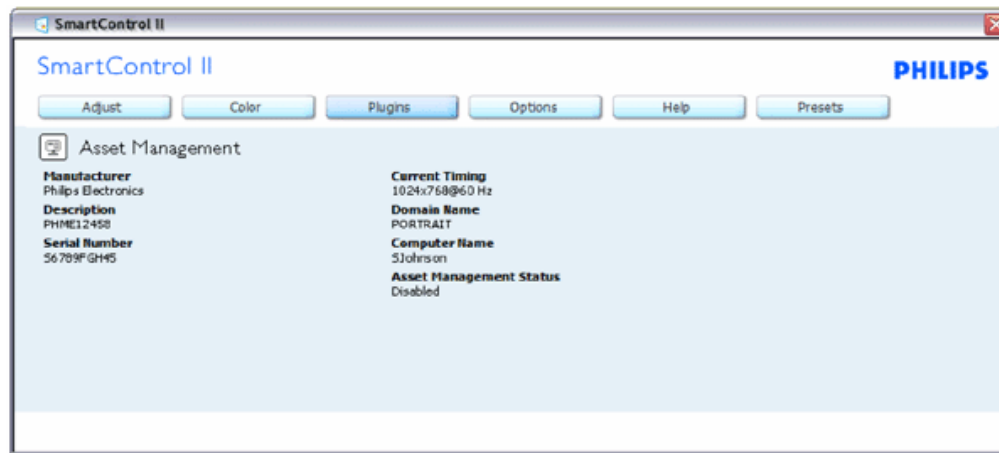 SmartControl II
SmartControl II
PHILIPS
Adjust
Color
Plugins
Options
Help
Presets
Asset Management
Manufacturer
Philips Electronics
Description
PHME12458
Serial Number
56789FGH45
Current Timing
1024x768@60 Hz
Domain Name
PORTRAIT
Computer Name
SJohnson
Asset Management Status
Disabled